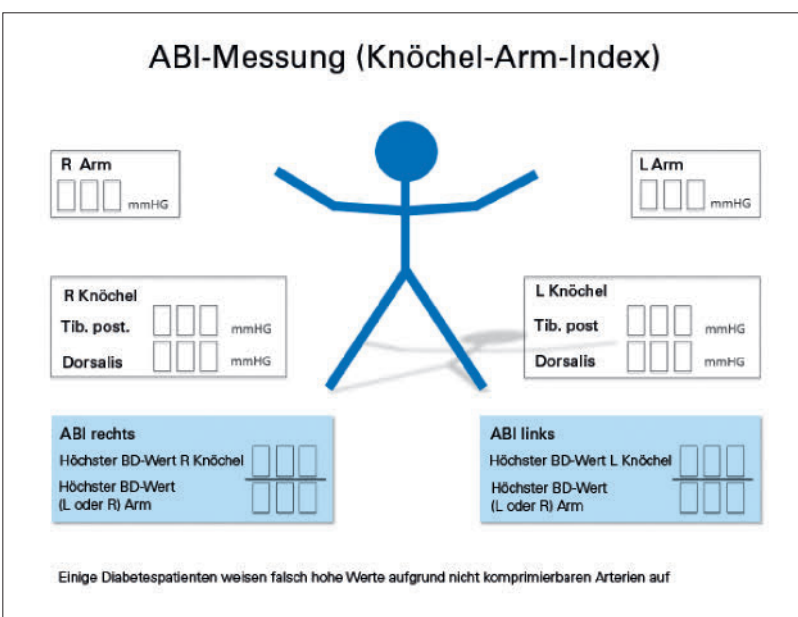 ABI-Messung (Knöchel-Arm-Index)
R Arm
mmHG
L Arm
mmHG
R Knöchel
Tib. post. mmHG
Dorsalis mmHG
L Knöchel
Tib. post mmHG
Dorsalis mmHG
ABI rechts
Höchster BD-Wert R Knöchel
Höchster BD-Wert
(L oder R) Arm
ABI links
Höchster BD-Wert L Knöchel
Höchster BD-Wert
(L oder R) Arm
Einige Diabetespatienten weisen falsch hohe Werte aufgrund nicht komprimierbaren Arterien auf